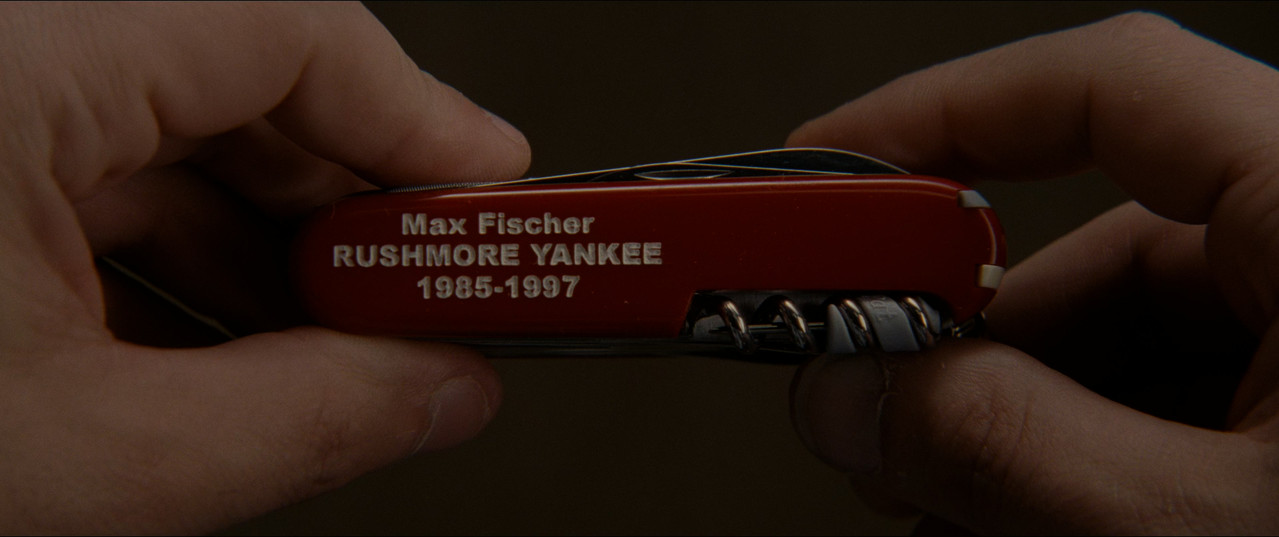 Max Fischer
RUSHMORE YANKEE
1985-1997